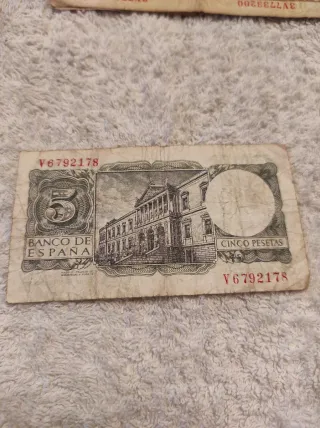 V6792178
5
BANCO DE
ESPAÑA
CINCO PESETAS
V6792178